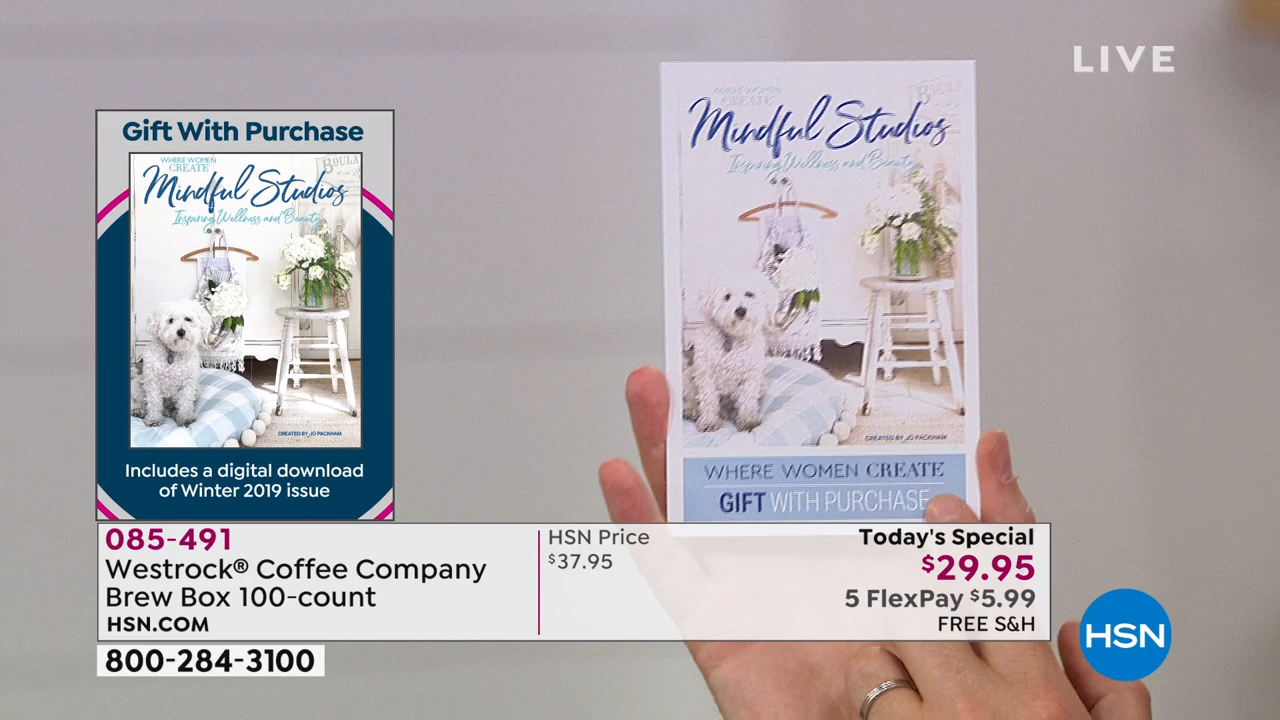 LIVE
Gift With Purchase
WHERE WOMEN
CREATE
BOULA
Mindful Studios
Inspiring Wellness and Beauty
CREATED BY JO PACKHAM
Includes a digital download
of Winter 2019 issue
WHERE WOMEN
CREATE
Mindful Studios
Inspiring Wellness and Beauty
CREATED BY JO PACKHAM
WHERE WOMEN CREATE
GIFT WITH PURCHASE
085-491
Westrock® Coffee Company
Brew Box 100-count
HSN.COM
HSN Price
$37.95
Today's Special
$29.95
5 FlexPay $5.99
FREE S&H
800-284-3100
HSN